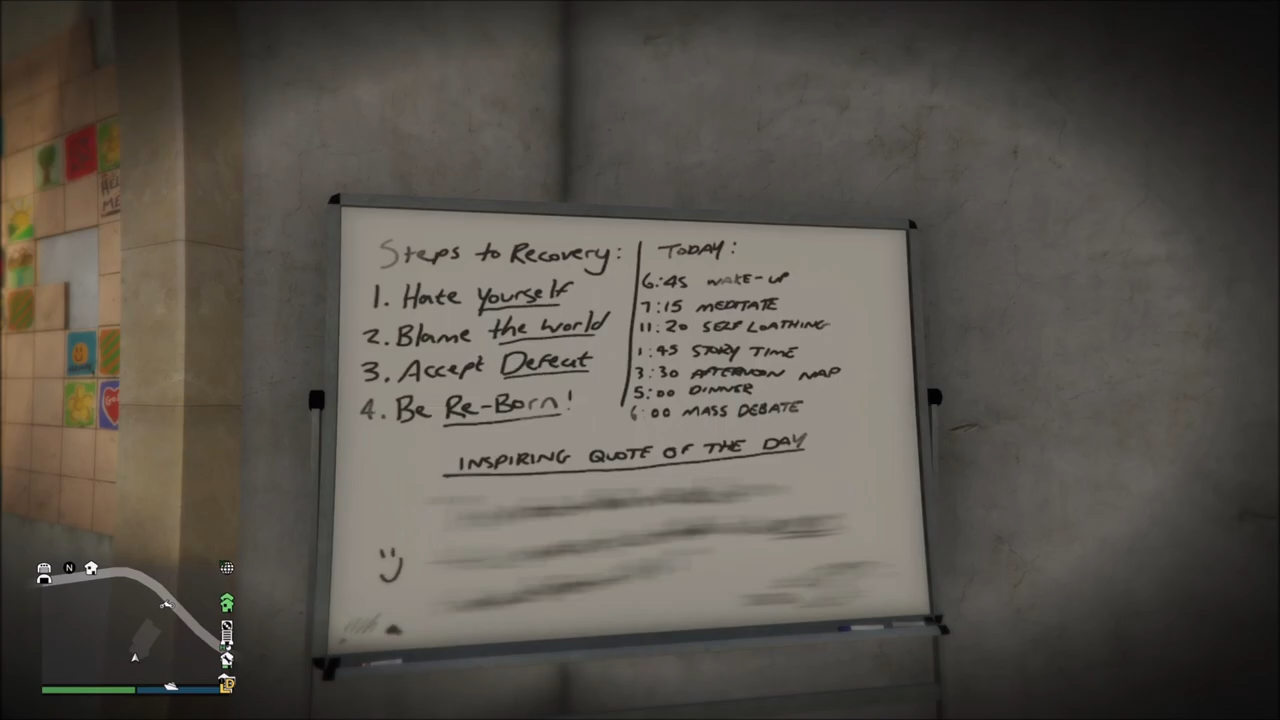 Steps to Recovery:
1. Hate yourself
2. Blame the world
3. Accept Defeat
4. Be Re-Born!
TODAY:
6:45 WAKE-UP
7:15 MEDITATE
11:20 SELF LOATHING
1:45 STORY TIME
3:30 AFTERNOON NAP
5:00 DINNER
6:00 MASS DEBATE
INSPIRING QUOTE OF THE DAY
HELP
ME
N